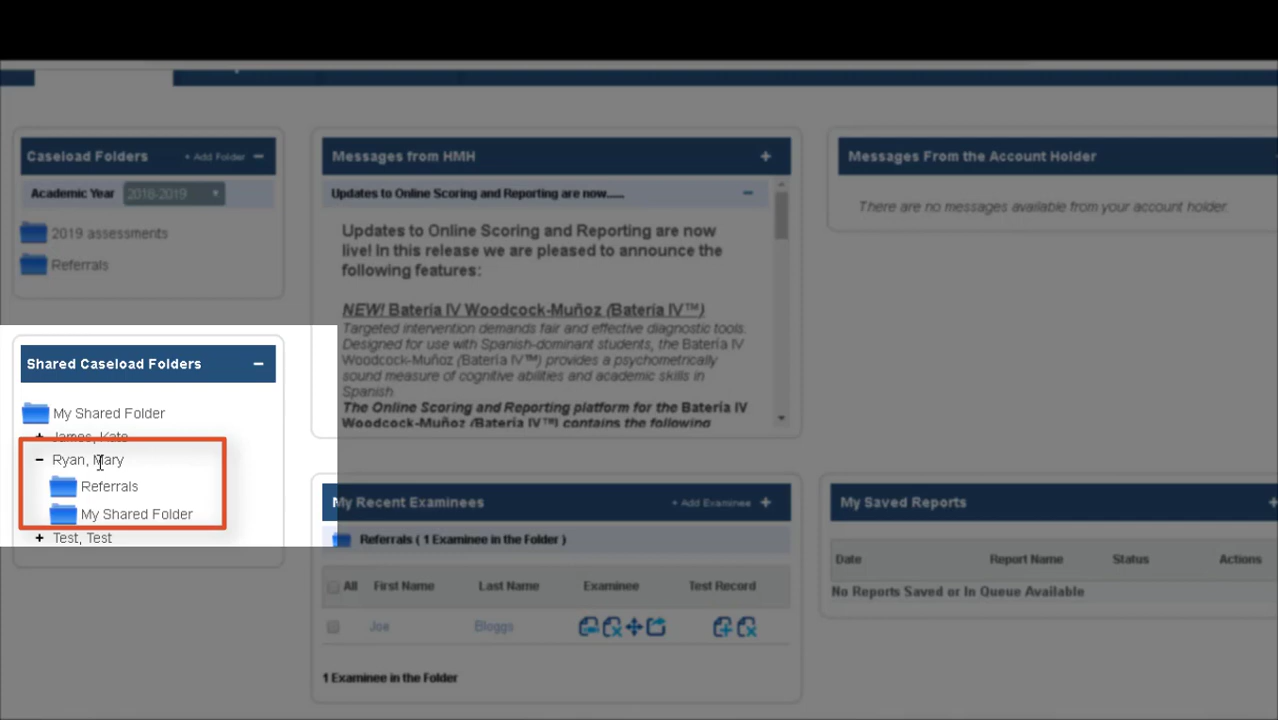 Caseload Folders + Add Folder −
Academic Year 2018-2019
2019 assessments
Referrals
Shared Caseload Folders −
My Shared Folder
+ James, Kate
− Ryan, Mary
Referrals
My Shared Folder
+ Test, Test
Messages from HMH +
Updates to Online Scoring and Reporting are now..... −
Updates to Online Scoring and Reporting are now
live! In this release we are pleased to announce the
following features:
NEW! Batería IV Woodcock-Muñoz (Batería IV™)
Targeted intervention demands fair and effective diagnostic tools.
Designed for use with Spanish-dominant students, the Batería IV
Woodcock-Muñoz (Batería IV™) provides a psychometrically
sound measure of cognitive abilities and academic skills in
Spanish
The Online Scoring and Reporting platform for the Batería IV
Woodcock-Muñoz (Batería IV™) contains the following
Messages From the Account Holder
There are no messages available from your account holder.
My Recent Examinees + Add Examinee +
Referrals ( 1 Examinee in the Folder )
All First Name Last Name Examinee Test Record
Joe Bloggs
1 Examinee in the Folder
My Saved Reports +
Date Report Name Status Actions
No Reports Saved or In Queue Available